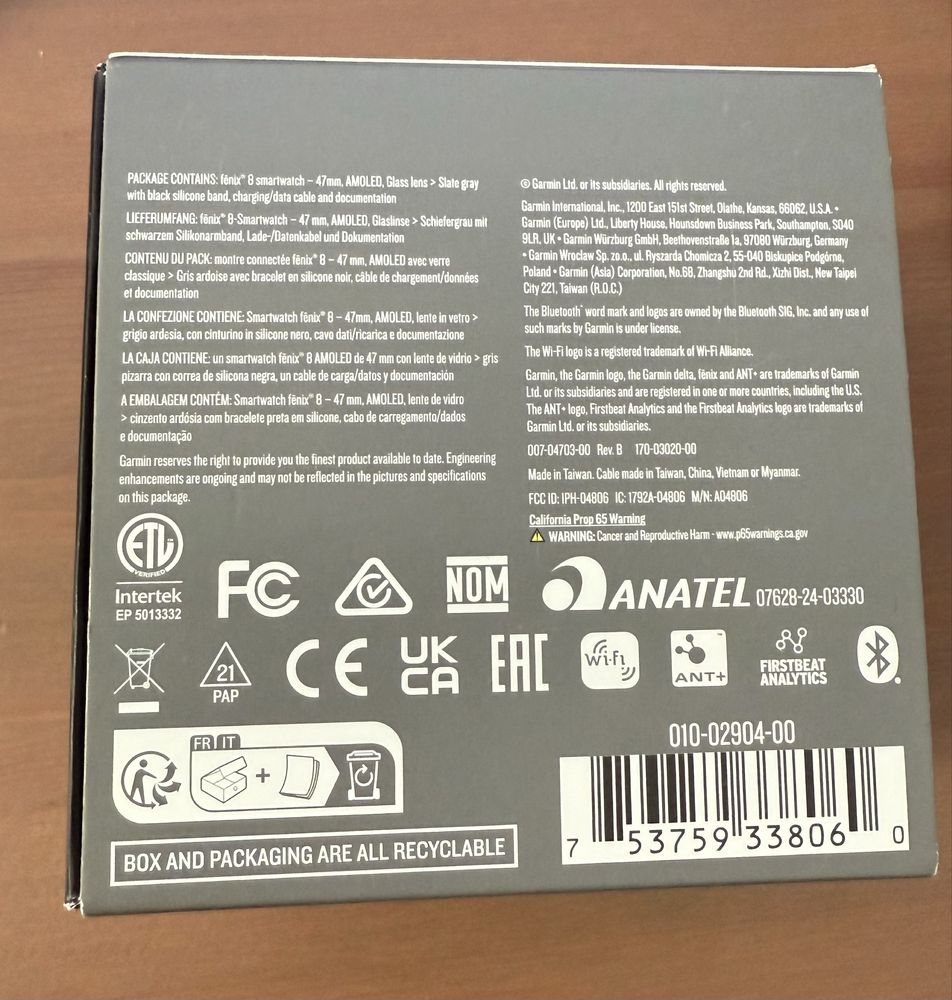 PACKAGE CONTAINS: fēnix® 8 smartwatch – 47mm, AMOLED, Glass lens > Slate gray
with black silicone band, charging/data cable and documentation
LIEFERUMFANG: fēnix® 8-Smartwatch – 47 mm, AMOLED, Glaslinse > Schiefergrau mit
schwarzem Silikonarmband, Lade-/Datenkabel und Dokumentation
CONTENU DU PACK: montre connectée fēnix® 8 – 47 mm, AMOLED avec verre
classique > Gris ardoise avec bracelet en silicone noir, câble de chargement/données
et documentation
LA CONFEZIONE CONTIENE: Smartwatch fēnix® 8 – 47mm, AMOLED, lente in vetro >
grigio ardesia, con cinturino in silicone nero, cavo dati/ricarica e documentazione
LA CAJA CONTIENE: un smartwatch fēnix® 8 AMOLED de 47 mm con lente de vidrio > gris
pizarra con correa de silicona negra, un cable de carga/datos y documentación
A EMBALAGEM CONTÉM: Smartwatch fēnix® 8 – 47 mm, AMOLED, lente de vidro
> cinzento ardósia com bracelete preta em silicone, cabo de carregamento/dados
e documentação
Garmin reserves the right to provide you the finest product available to date. Engineering
enhancements are ongoing and may not be reflected in the pictures and specifications
on this package.
© Garmin Ltd. or its subsidiaries. All rights reserved.
Garmin International, Inc., 1200 East 151st Street, Olathe, Kansas, 66062, U.S.A. •
Garmin (Europe) Ltd., Liberty House, Hounsdown Business Park, Southampton, SO40
9LR, UK • Garmin Würzburg GmbH, Beethovenstraße 1a, 97080 Würzburg, Germany
• Garmin Wrocław Sp. zo.o., ul. Ryszarda Chomicza 2, 55-040 Biskupice Podgórne,
Poland • Garmin (Asia) Corporation, No.68, Zhangshu 2nd Rd., Xizhi Dist., New Taipei
City 221, Taiwan (R.O.C.)
The Bluetooth® word mark and logos are owned by the Bluetooth SIG, Inc. and any use of
such marks by Garmin is under license.
The Wi-Fi logo is a registered trademark of Wi-Fi Alliance.
Garmin, the Garmin logo, the Garmin delta, fēnix and ANT+ are trademarks of Garmin
Ltd. or its subsidiaries and are registered in one or more countries, including the U.S.
The ANT+ logo, Firstbeat Analytics and the Firstbeat Analytics logo are trademarks of
Garmin Ltd. or its subsidiaries.
007-04703-00 Rev. B 170-03020-00
Made in Taiwan. Cable made in Taiwan, China, Vietnam or Myanmar.
FCC ID: IPH-04806 IC: 1792A-04806 M/N: A04806
California Prop 65 Warning
WARNING: Cancer and Reproductive Harm - www.p65warnings.ca.gov
ETL
VERIFIED
Intertek
EP 5013332
FC
NOM
ANATEL 07628-24-03330
21
PAP
CE
UK
CA
EAC
Wi-Fi
ANT+™
FIRSTBEAT
ANALYTICS
FR IT
BOX AND PACKAGING ARE ALL RECYCLABLE
010-02904-00
7 53759 33806 0